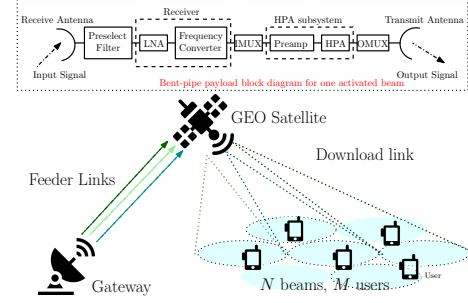 Receiver
HPA subsystem
Receive Antenna
Transmit Antenna
Preselect
Filter
LNA
Frequency
Converter
IMUX
Preamp
HPA
OMUX
Input Signal
Output Signal
Bent-pipe payload block diagram for one activated beam
GEO Satellite
Download link
Feeder Links
User
Gateway
N beams, M users